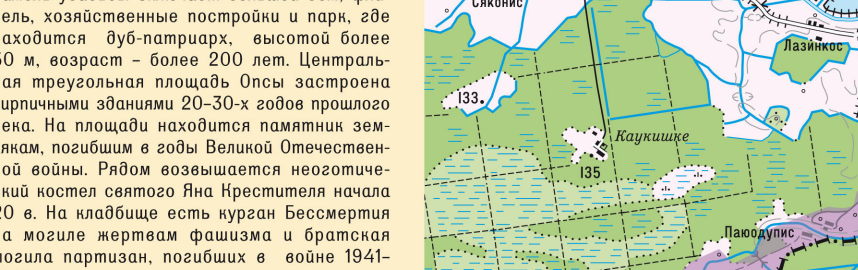 ель, хозяйственные постройки и парк, где
аходится дуб-патриарх, высотой более
0 м, возраст – более 200 лет. Централь-
ая треугольная площадь Опсы застроена
ирпичными зданиями 20–30-х годов прошлого
ека. На площади находится памятник зем-
якам, погибшим в годы Великой Отечествен-
ой войны. Рядом возвышается неоготиче-
кий костел святого Яна Крестителя начала
20 в. На кладбище есть курган Бессмертия
а могиле жертвам фашизма и братская
могила партизан, погибших в войне 1941–
Сяконис
Лазинкос
133
Каукишке
135
Паюодупис